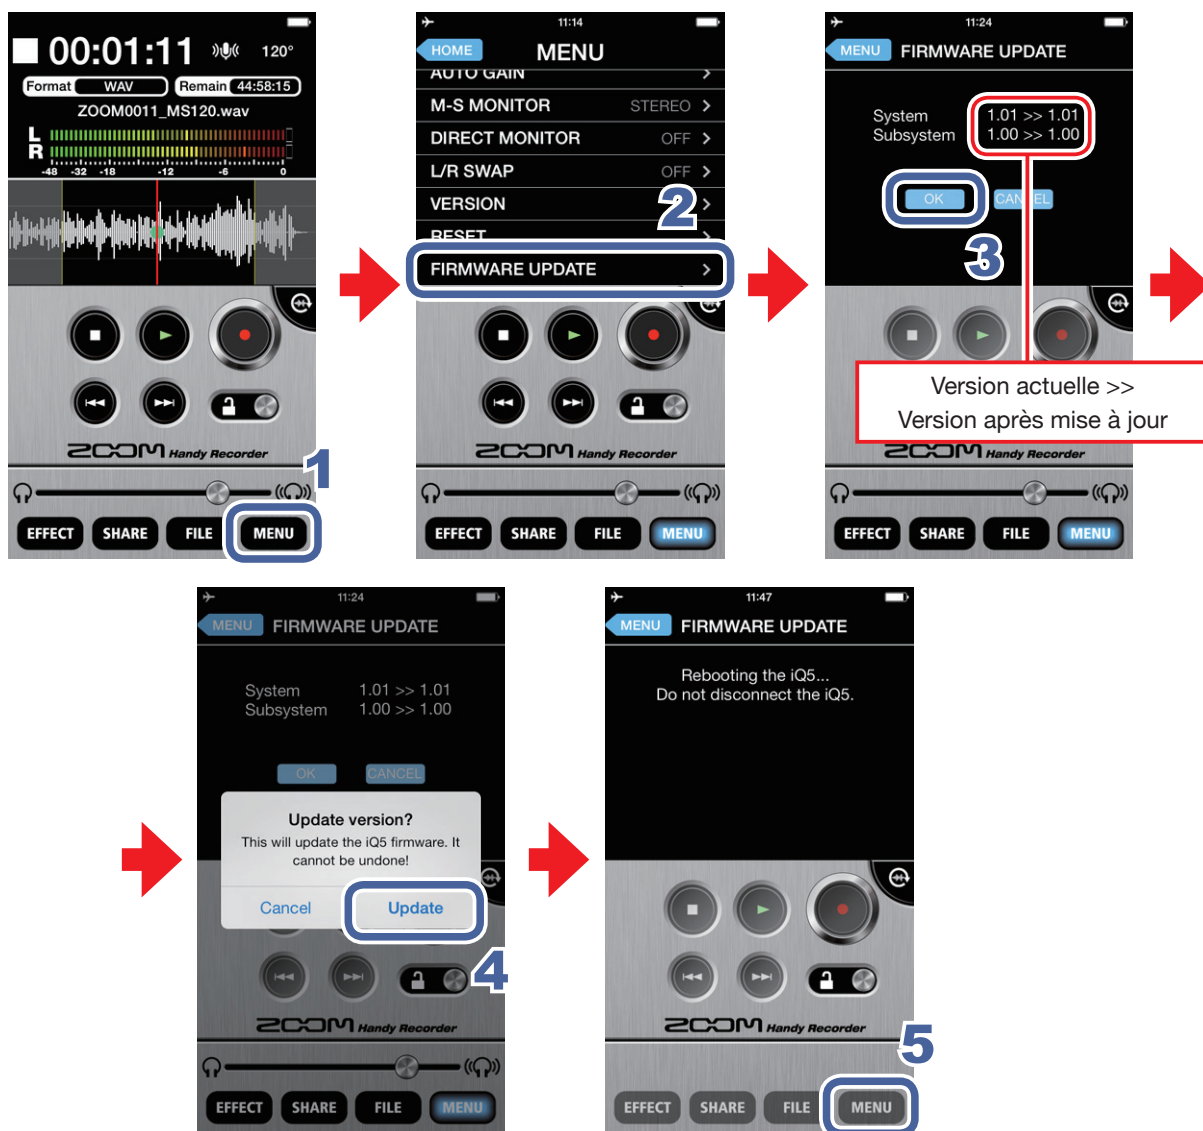 00:01:11 120°
Format WAV Remain 44:58:15
ZOOM0011_MS120.wav
L
R
-48 -32 -18 -12 -6 0
ZOOM Handy Recorder
1
EFFECT SHARE FILE MENU
11:14
HOME MENU
AUTO GAIN >
M-S MONITOR STEREO >
DIRECT MONITOR OFF >
L/R SWAP OFF >
VERSION >
2
RESET >
FIRMWARE UPDATE >
ZOOM Handy Recorder
EFFECT SHARE FILE MENU
11:24
MENU FIRMWARE UPDATE
System 1.01 >> 1.01
Subsystem 1.00 >> 1.00
OK CANCEL
3
Version actuelle >>
Version après mise à jour
ZOOM Handy Recorder
EFFECT SHARE FILE MENU
11:24
MENU FIRMWARE UPDATE
System 1.01 >> 1.01
Subsystem 1.00 >> 1.00
OK CANCEL
Update version?
This will update the iQ5 firmware. It
cannot be undone!
Cancel Update
4
ZOOM Handy Recorder
EFFECT SHARE FILE MENU
11:47
MENU FIRMWARE UPDATE
Rebooting the iQ5...
Do not disconnect the iQ5.
ZOOM Handy Recorder
5
EFFECT SHARE FILE MENU